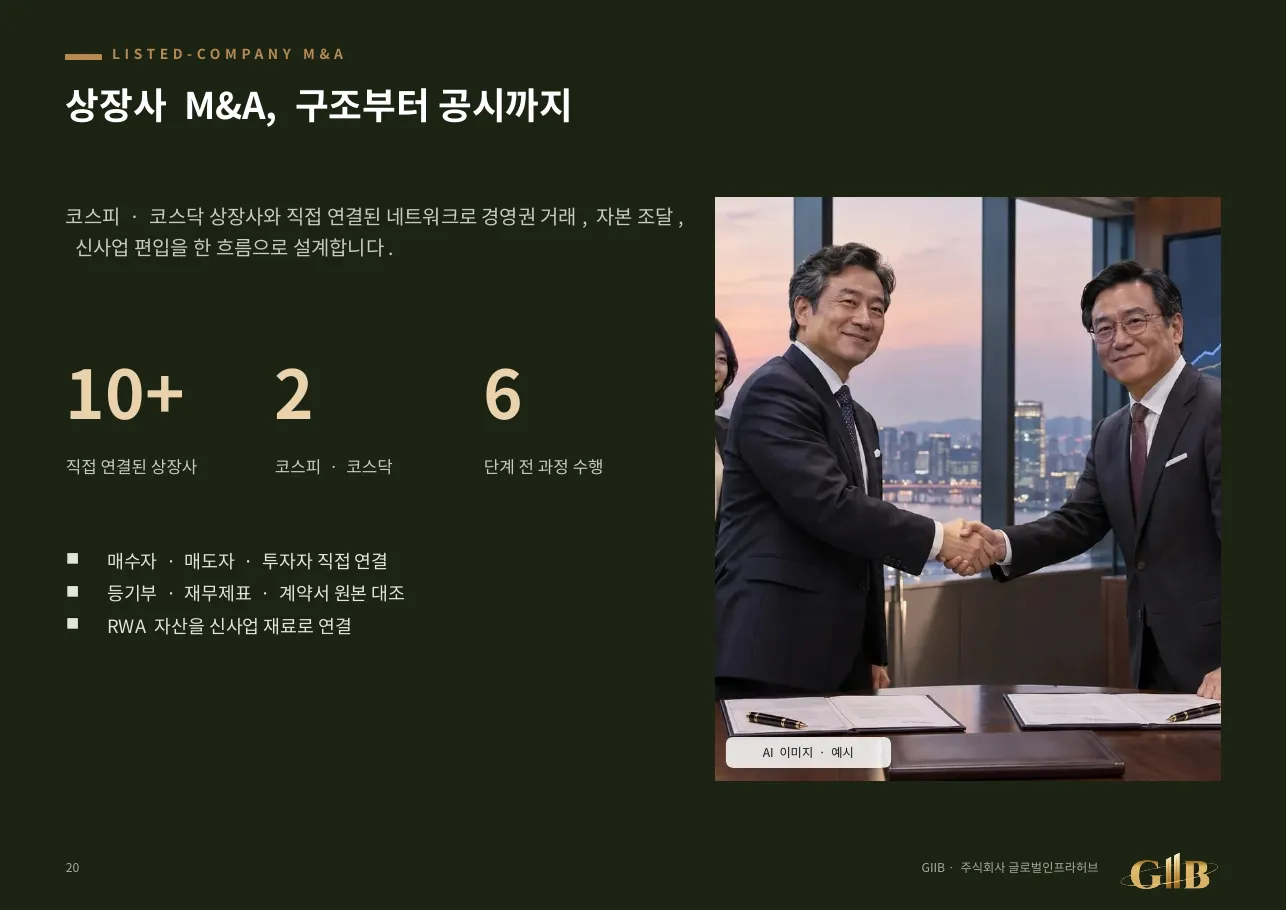 LISTED-COMPANY M&A
상장사 M&A, 구조부터 공시까지
코스피 · 코스닥 상장사와 직접 연결된 네트워크로 경영권 거래 , 자본 조달 ,
신사업 편입을 한 흐름으로 설계합니다 .
10+ 2 6
직접 연결된 상장사 코스피 · 코스닥 단계 전 과정 수행
매수자 · 매도자 · 투자자 직접 연결
등기부 · 재무제표 · 계약서 원본 대조
RWA 자산을 신사업 재료로 연결
AI 이미지 · 예시
20 GIIB · 주식회사 글로벌인프라허브 GIIB